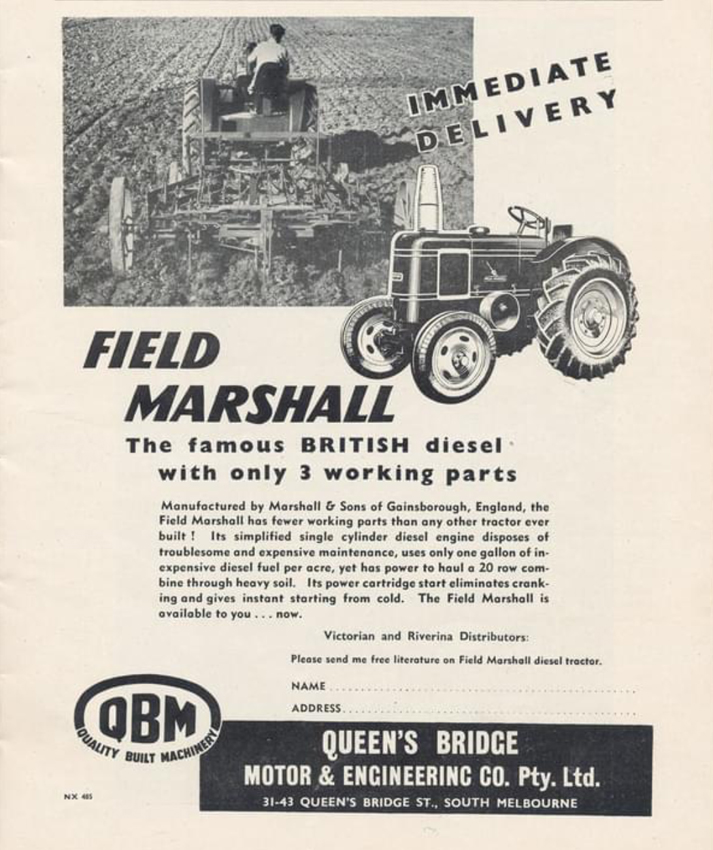 IMMEDIATE
DELIVERY
FIELD
MARSHALL
The famous BRITISH diesel
with only 3 working parts
Manufactured by Marshall & Sons of Gainsborough, England, the
Field Marshall has fewer working parts than any other tractor ever
built ! Its simplified single cylinder diesel engine disposes of
troublesome and expensive maintenance, uses only one gallon of in-
expensive diesel fuel per acre, yet has power to haul a 20 row com-
bine through heavy soil. Its power cartridge start eliminates crank-
ing and gives instant starting from cold. The Field Marshall is
available to you . . . now.
Victorian and Riverina Distributors:
Please send me free literature on Field Marshall diesel tractor.
NAME
ADDRESS
QBM
QUALITY BUILT MACHINERY
QUEEN'S BRIDGE
MOTOR & ENGINEERING CO. Pty. Ltd.
31-43 QUEEN'S BRIDGE ST., SOUTH MELBOURNE
NX 485